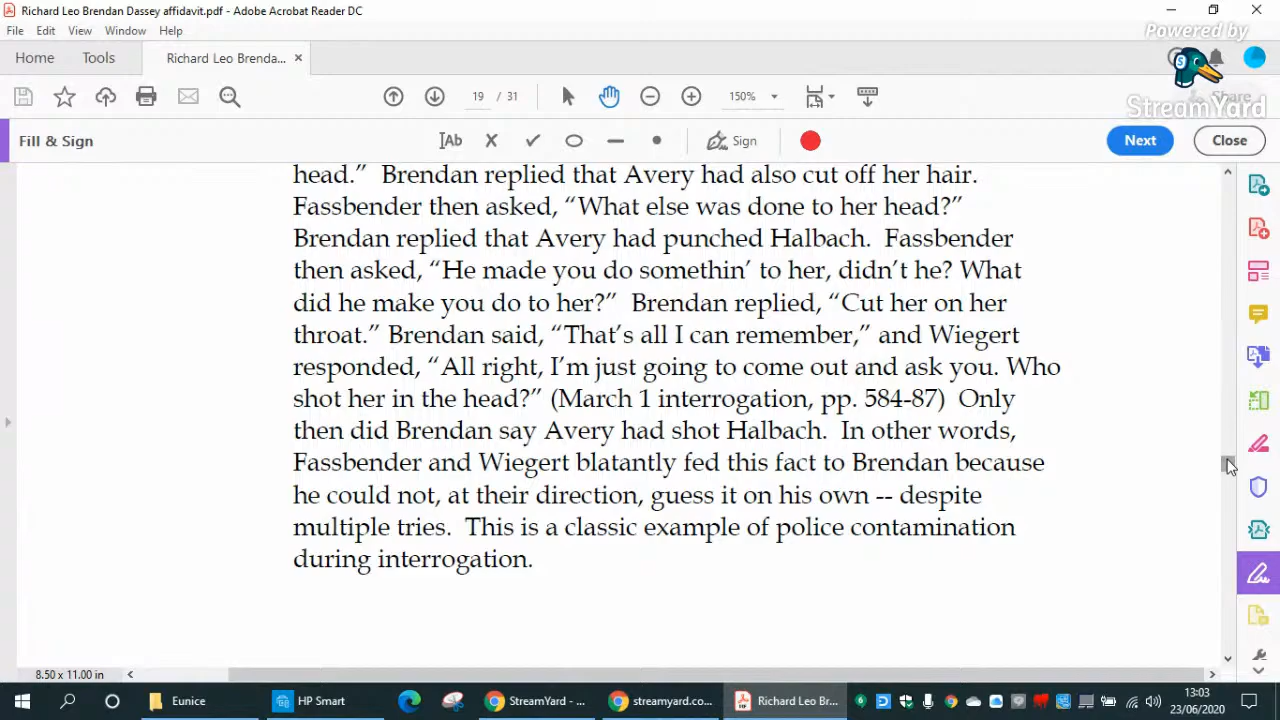 Richard Leo Brendan Dassey affidavit.pdf - Adobe Acrobat Reader DC
Powered by
File Edit View Window Help
Home Tools Richard Leo Brenda... ×
StreamYard
19 / 31 150% Share
Fill & Sign Ab Sign Next Close
head.” Brendan replied that Avery had also cut off her hair.
Fassbender then asked, “What else was done to her head?”
Brendan replied that Avery had punched Halbach. Fassbender
then asked, “He made you do somethin’ to her, didn’t he? What
did he make you do to her?” Brendan replied, “Cut her on her
throat.” Brendan said, “That’s all I can remember,” and Wiegert
responded, “All right, I’m just going to come out and ask you. Who
shot her in the head?” (March 1 interrogation, pp. 584-87) Only
then did Brendan say Avery had shot Halbach. In other words,
Fassbender and Wiegert blatantly fed this fact to Brendan because
he could not, at their direction, guess it on his own -- despite
multiple tries. This is a classic example of police contamination
during interrogation.
8.50 x 11.00 in
Eunice HP Smart StreamYard - ... streamyard.co... Richard Leo Br... 13:03
23/06/2020